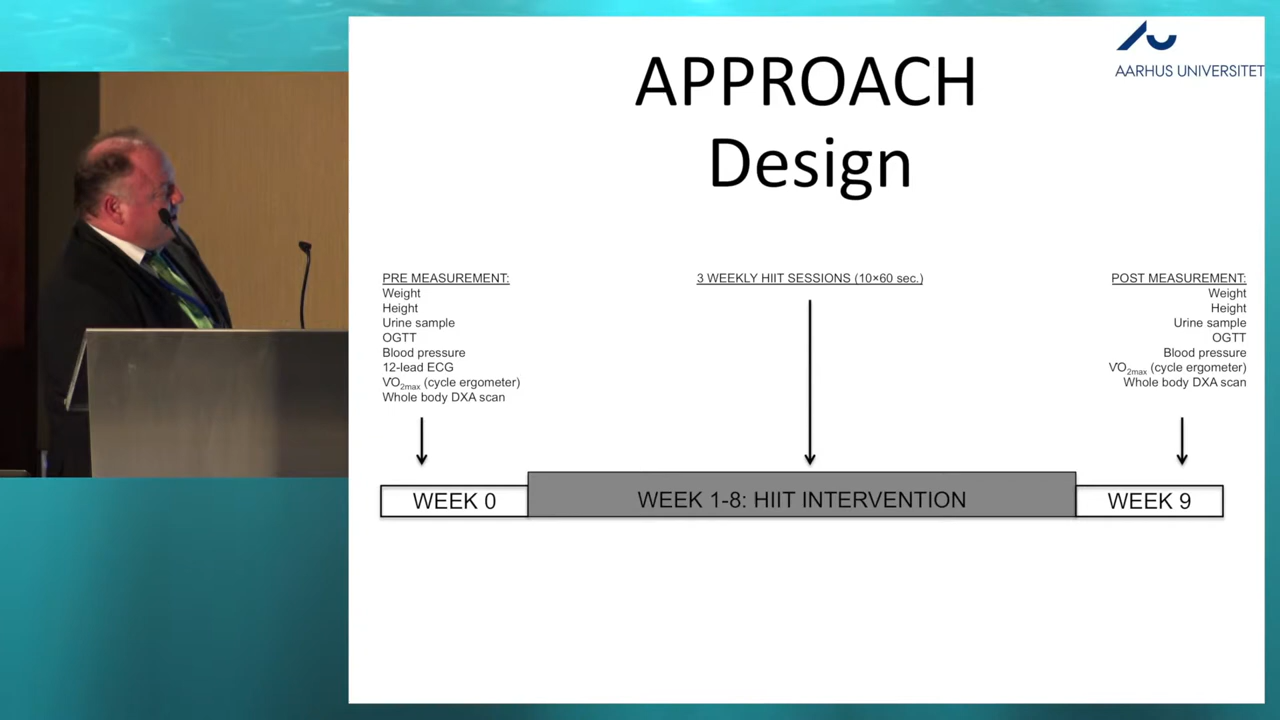 AARHUS UNIVERSITET
APPROACH
Design
PRE MEASUREMENT:
Weight
Height
Urine sample
OGTT
Blood pressure
12-lead ECG
V̇O2max (cycle ergometer)
Whole body DXA scan
3 WEEKLY HIIT SESSIONS (10×60 sec.)
POST MEASUREMENT:
Weight
Height
Urine sample
OGTT
Blood pressure
V̇O2max (cycle ergometer)
Whole body DXA scan
WEEK 0
WEEK 1-8: HIIT INTERVENTION
WEEK 9